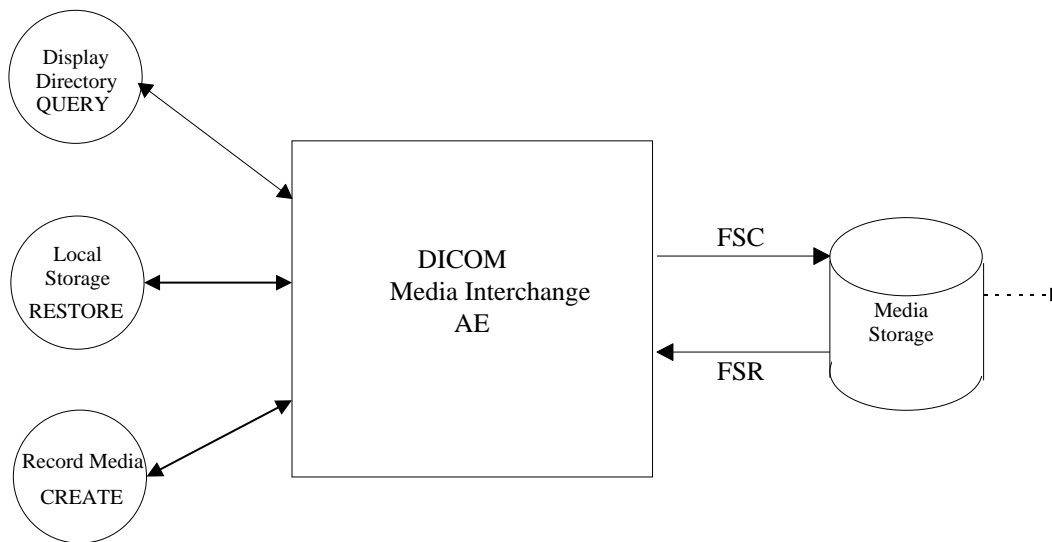 Display
Directory
QUERY
Local
Storage
RESTORE
Record Media
CREATE
DICOM
Media Interchange
AE
FSC
FSR
Media
Storage